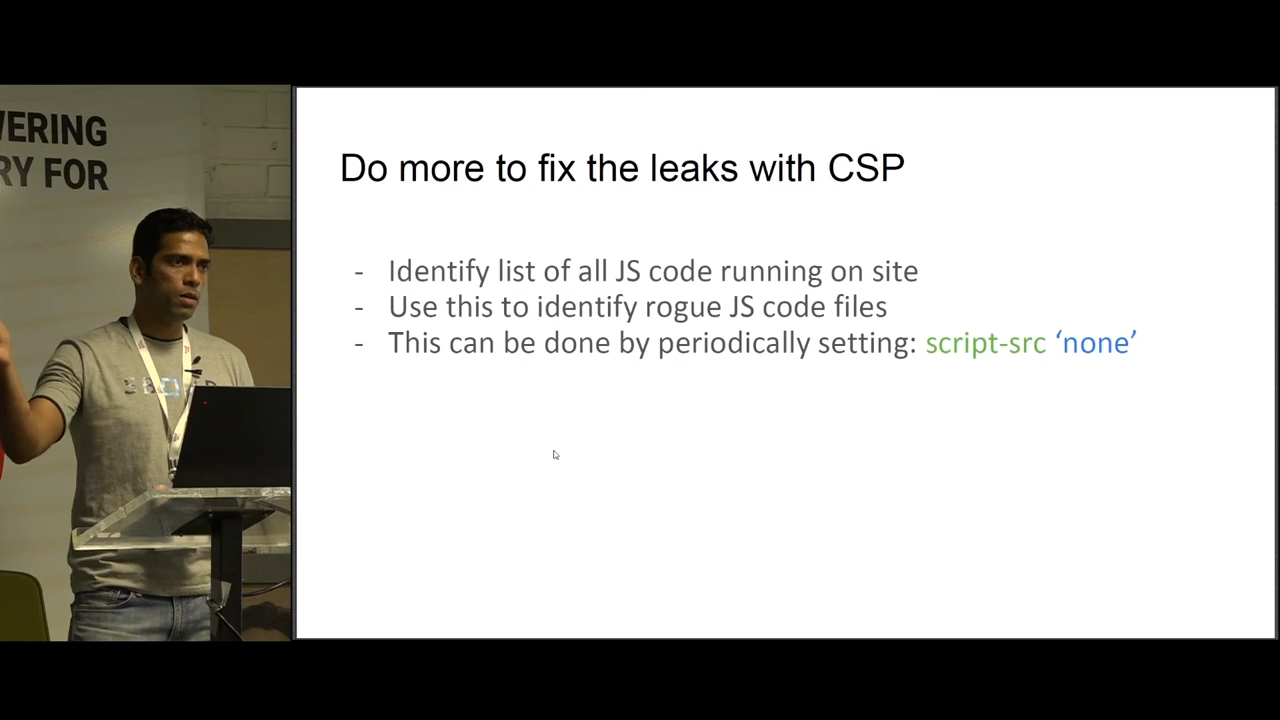 WERING
RY FOR
Do more to fix the leaks with CSP
- Identify list of all JS code running on site
- Use this to identify rogue JS code files
- This can be done by periodically setting: script-src ‘none’